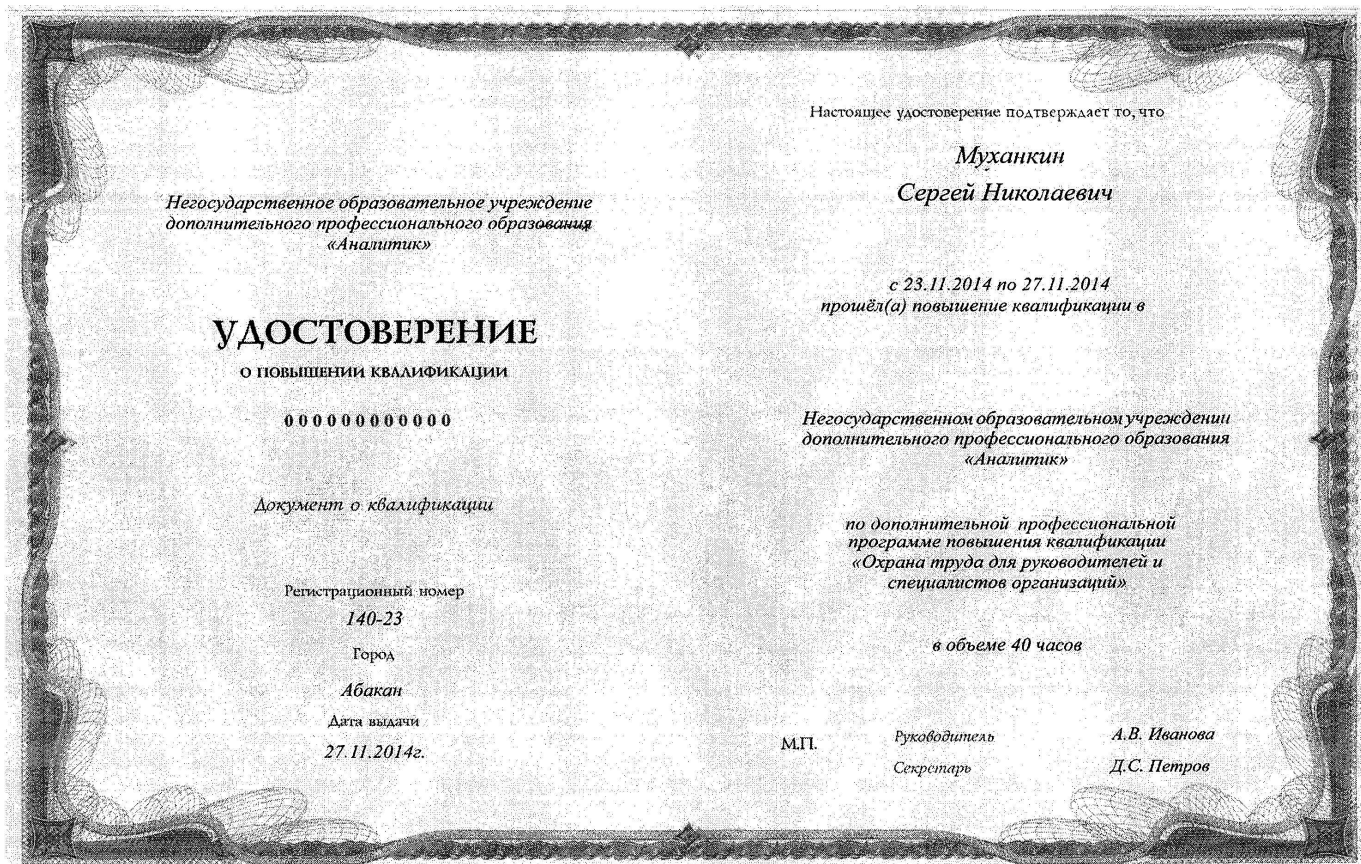 Негосударственное образовательное учреждение
дополнительного профессионального образования
«Аналитик»
УДОСТОВЕРЕНИЕ
О ПОВЫШЕНИИ КВАЛИФИКАЦИИ
000000000000
Документ о квалификации
Регистрационный номер
140-23
Город
Абакан
Дата выдачи
27.11.2014г.
Настоящее удостоверение подтверждает то, что
Муханкин
Сергей Николаевич
с 23.11.2014 по 27.11.2014
прошёл(а) повышение квалификации в
Негосударственном образовательном учреждении
дополнительного профессионального образования
«Аналитик»
по дополнительной профессиональной
программе повышения квалификации
«Охрана труда для руководителей и
специалистов организаций»
в объеме 40 часов
М.П. Руководитель А.В. Иванова
Секретарь Д.С. Петров